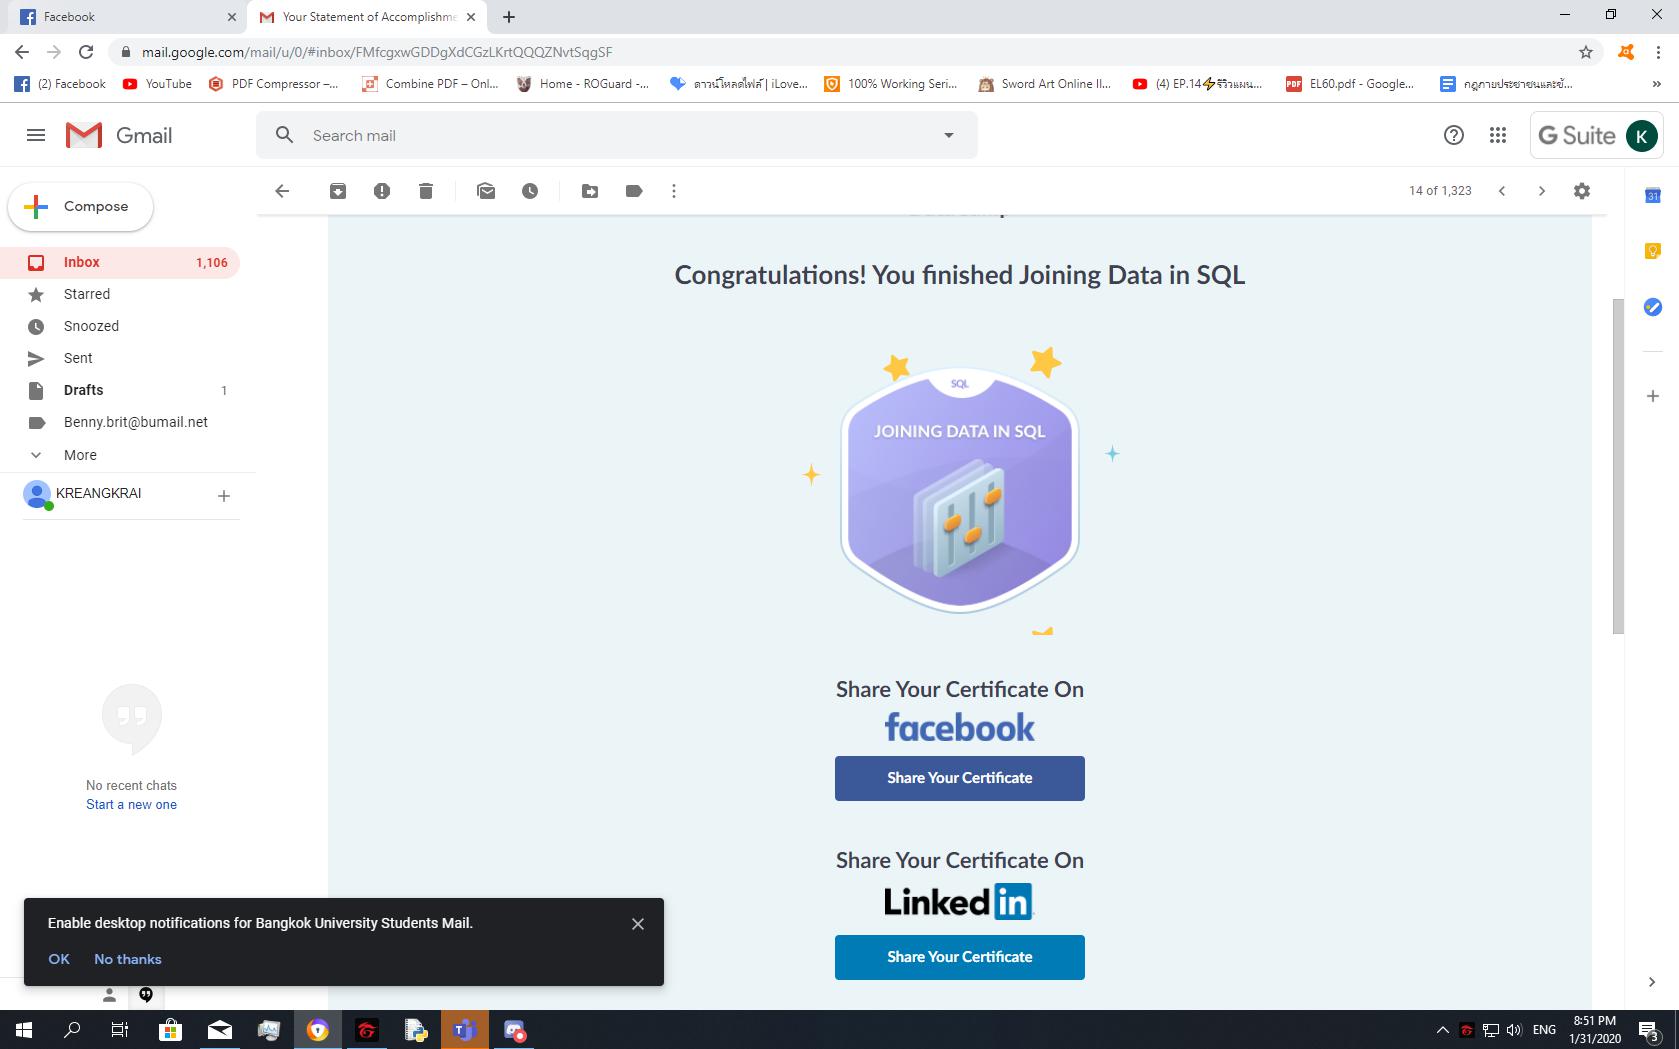 Facebook
Your Statement of Accomplishme
mail.google.com/mail/u/0/#inbox/FMfcgxwGDDgXdCGzLKrtQQQZNvtSqgSF
(2) Facebook
YouTube
PDF Compressor –...
Combine PDF – Onl...
Home - ROGuard -...
ดาวน์โหลดไฟล์ | iLove...
100% Working Seri...
Sword Art Online II...
(4) EP.14⚡รีวิวแผน...
EL60.pdf - Google...
กฎกายประชาชนและข้...
Gmail
Search mail
G Suite
K
Compose
14 of 1,323
31
Inbox 1,106
Starred
Snoozed
Sent
Drafts 1
Benny.brit@bumail.net
More
KREANGKRAI
Congratulations! You finished Joining Data in SQL
SQL
JOINING DATA IN SQL
Share Your Certificate On
facebook
Share Your Certificate
Share Your Certificate On
Linked in
Share Your Certificate
No recent chats
Start a new one
Enable desktop notifications for Bangkok University Students Mail.
OK No thanks
ENG
8:51 PM
1/31/2020
3